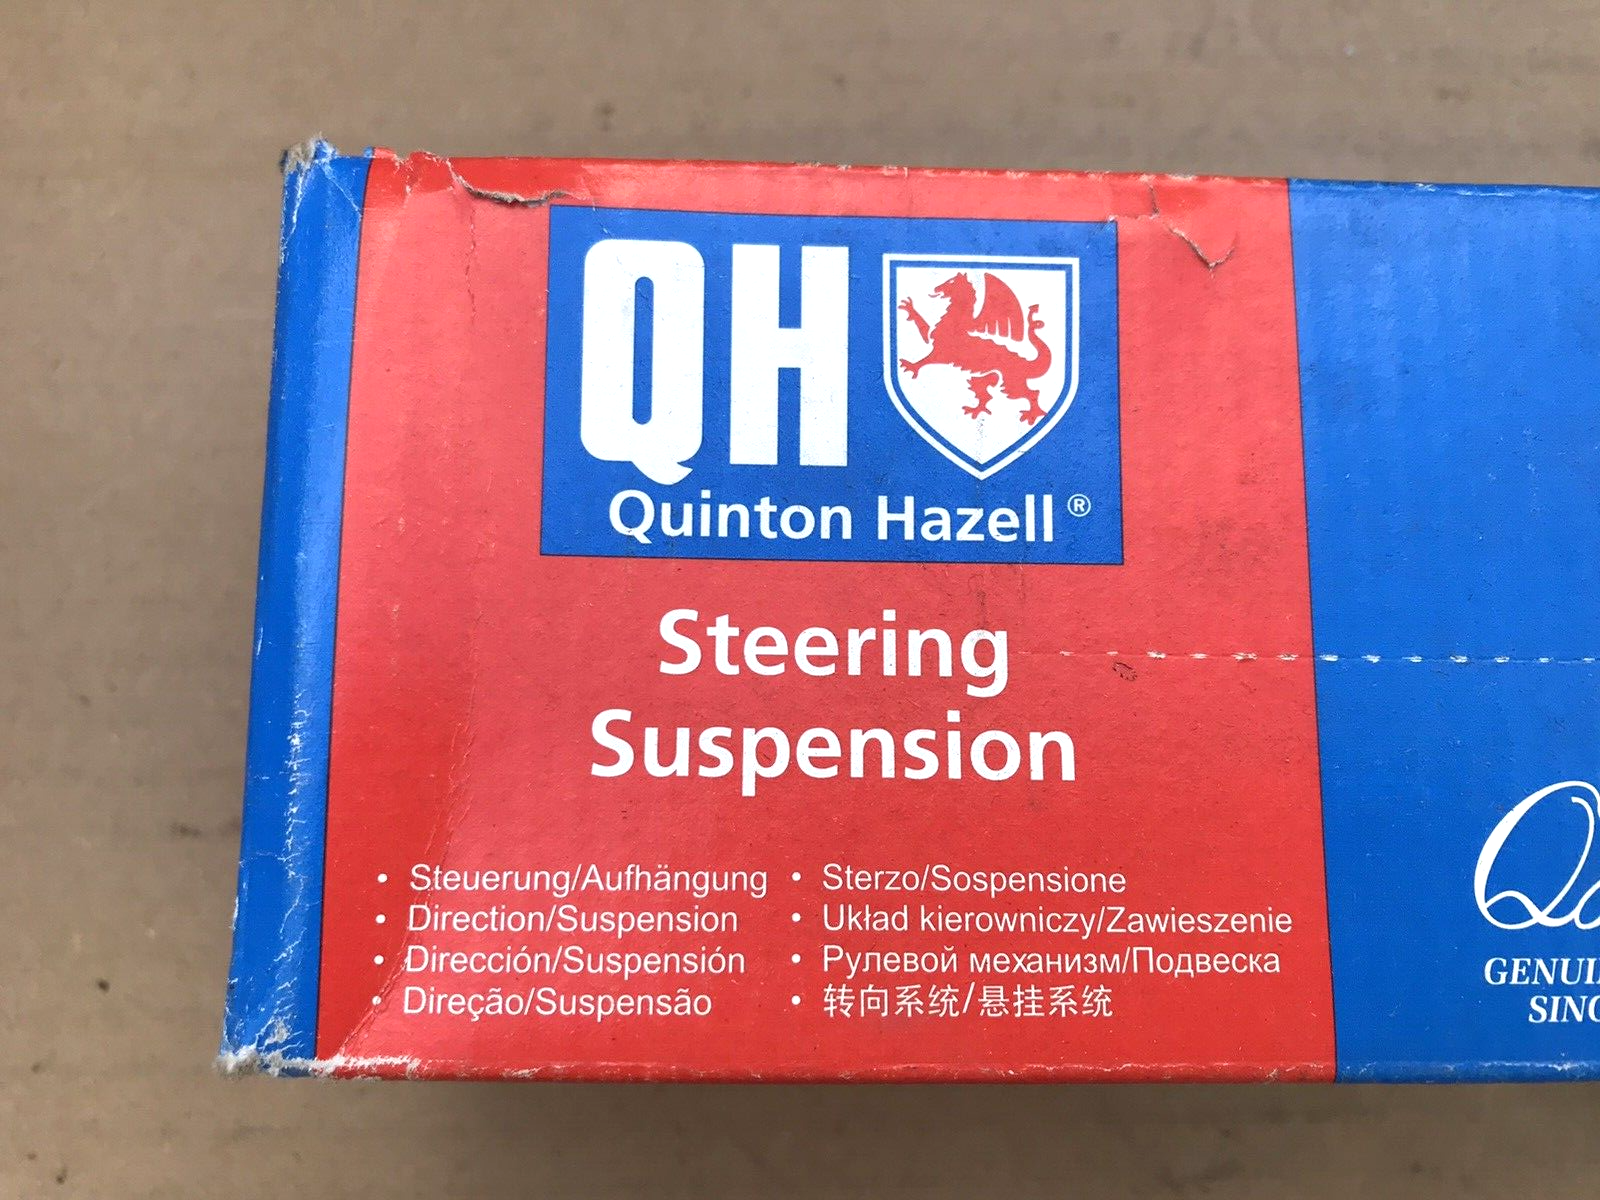 QH
Quinton Hazell®
Steering
Suspension
• Steuerung/Aufhängung
• Direction/Suspension
• Dirección/Suspensión
• Direção/Suspensão
• Sterzo/Sospensione
• Układ kierowniczy/Zawieszenie
• Рулевой механизм/Подвеска
• 转向系统/悬挂系统